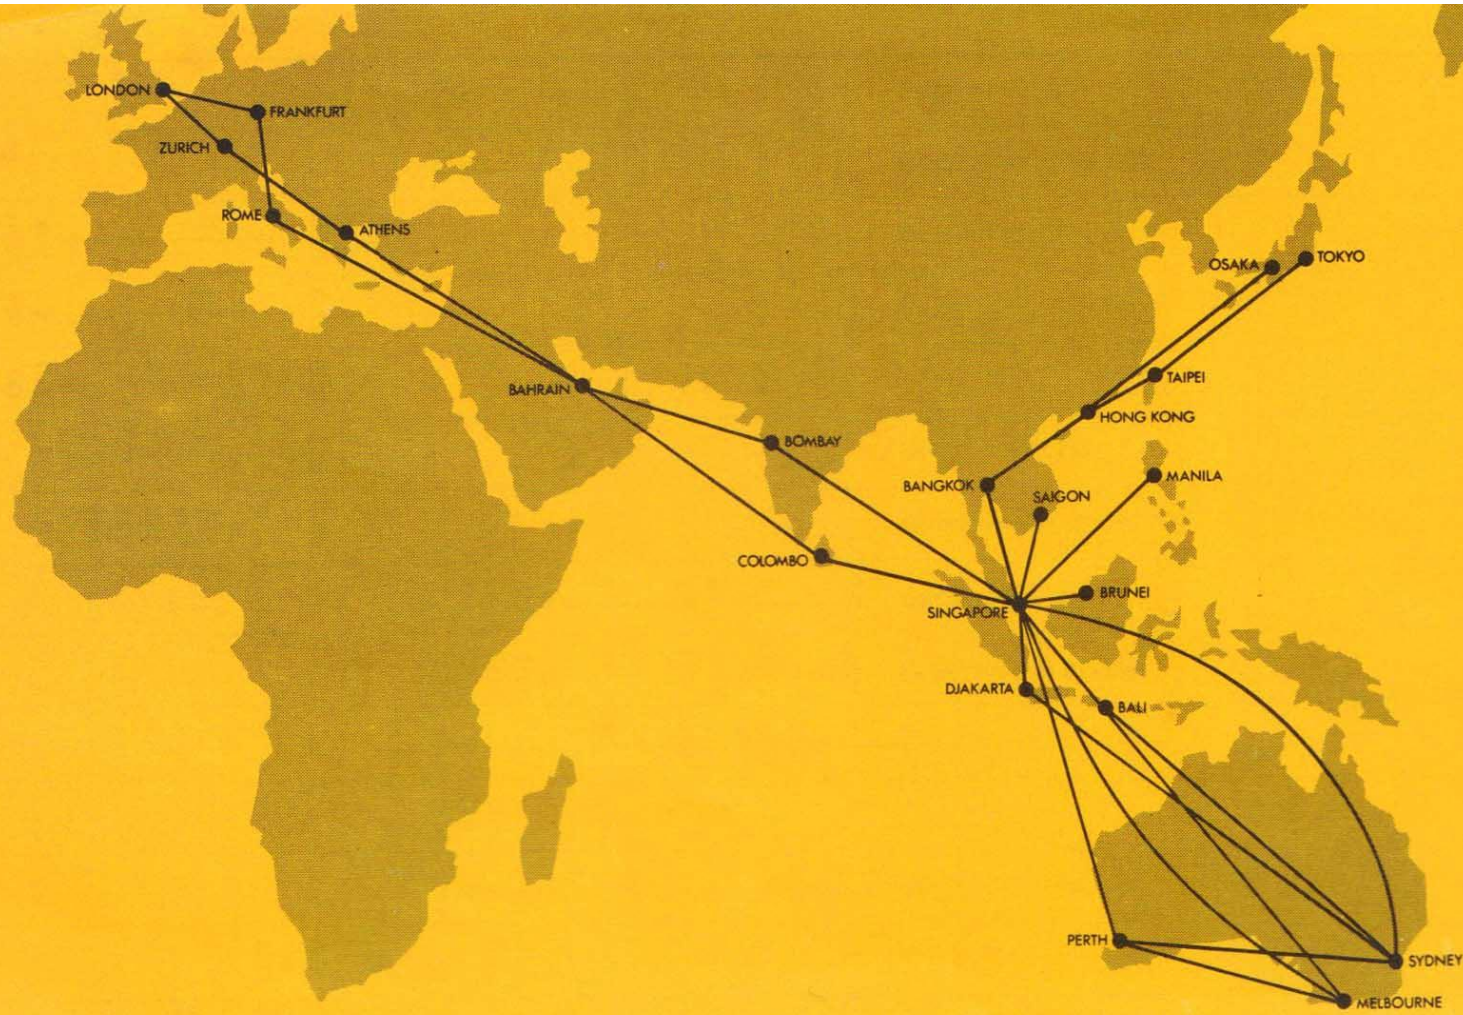 LONDON
FRANKFURT
ZURICH
ROME
ATHENS
OSAKA
TOKYO
BAHRAIN
TAIPEI
HONG KONG
BOMBAY
BANGKOK
MANILA
SAIGON
COLOMBO
BRUNEI
SINGAPORE
DJAKARTA
BALI
PERTH
SYDNEY
MELBOURNE